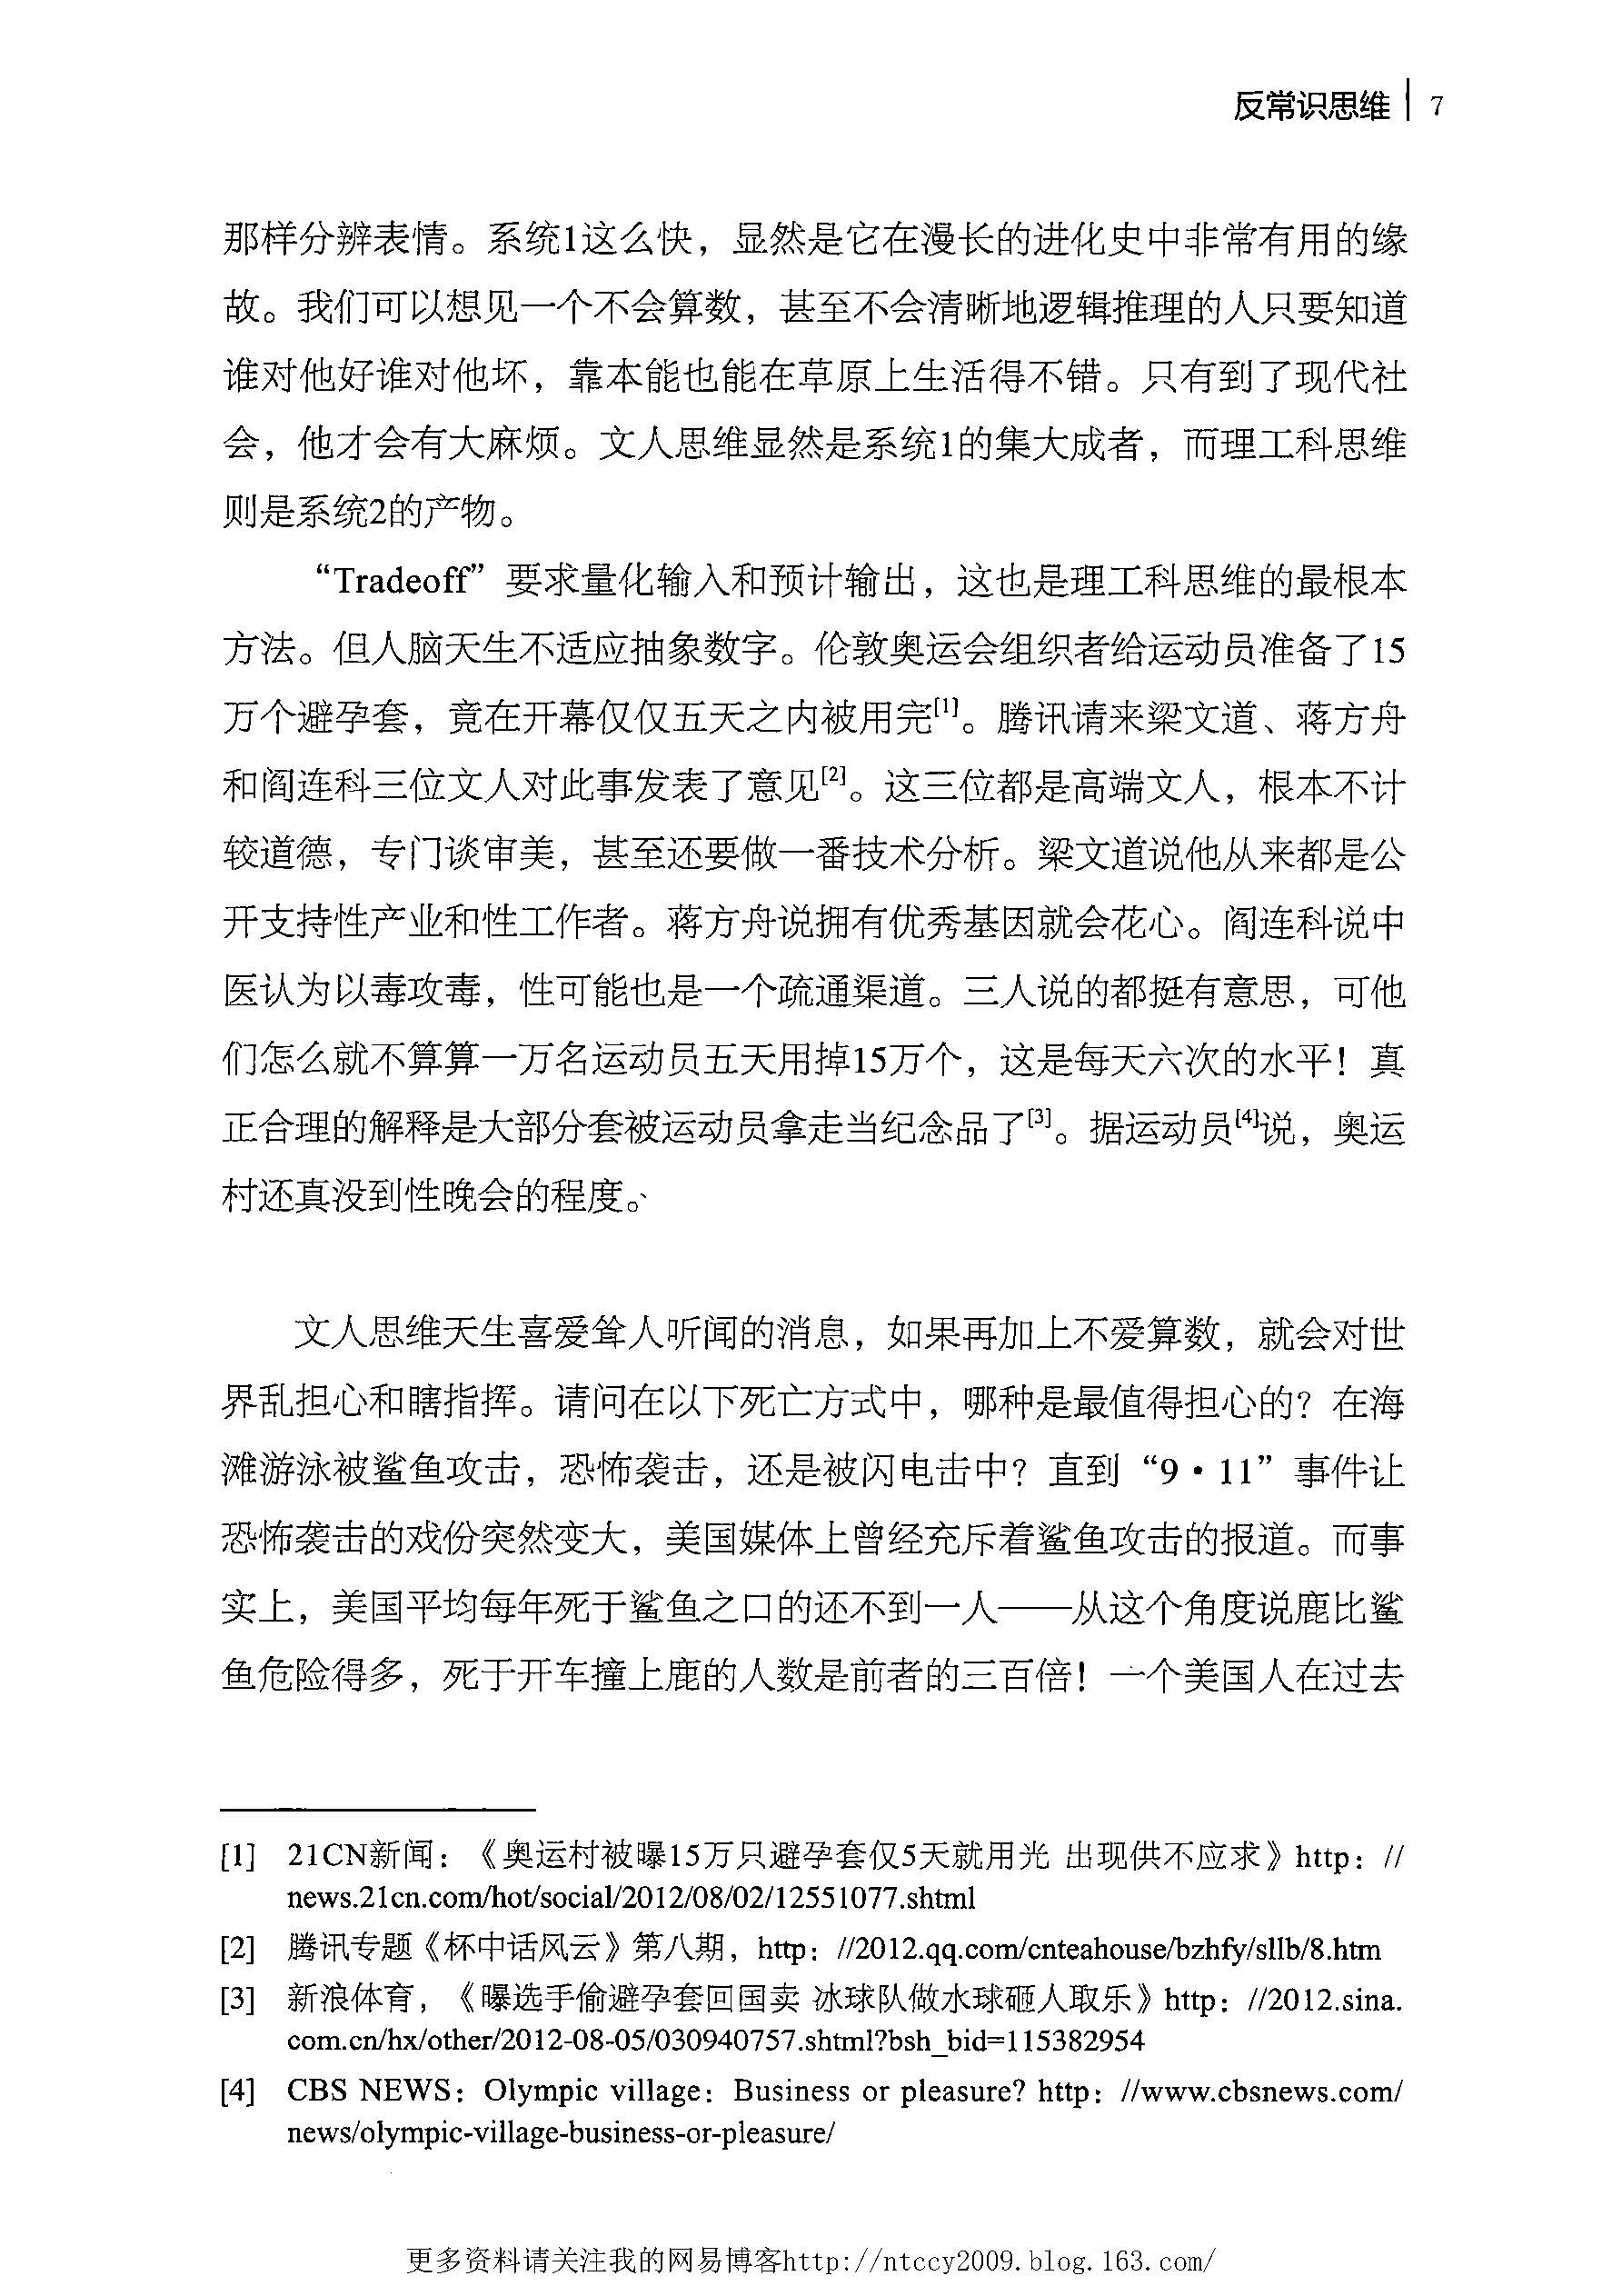 反常识思维 7
那样分辨表情。系统1这么快，显然是它在漫长的进化史中非常有用的缘
故。我们可以想见一个不会算数，甚至不会清晰地逻辑推理的人只要知道
谁对他好谁对他坏，靠本能也能在草原上生活得不错。只有到了现代社
会，他才会有大麻烦。文人思维显然是系统1的集大成者，而理工科思维
则是系统2的产物。
“Tradeoff”要求量化输入和预计输出，这也是理工科思维的最根本
方法。但人脑天生不适应抽象数字。伦敦奥运会组织者给运动员准备了15
万个避孕套，竟在开幕仅仅五天之内被用完[1]。腾讯请来梁文道、蒋方舟
和阎连科三位文人对此事发表了意见[2]。这三位都是高端文人，根本不计
较道德，专门谈审美，甚至还要做一番技术分析。梁文道说他从来都是公
开支持性产业和性工作者。蒋方舟说拥有优秀基因就会花心。阎连科说中
医认为以毒攻毒，性可能也是一个疏通渠道。三人说的都挺有意思，可他
们怎么就不算算一万名运动员五天用掉15万个，这是每天六次的水平！真
正合理的解释是大部分套被运动员拿走当纪念品了[3]。据运动员[4]说，奥运
村还真没到性晚会的程度。
文人思维天生喜爱耸人听闻的消息，如果再加上不爱算数，就会对世
界乱担心和瞎指挥。请问在以下死亡方式中，哪种是最值得担心的？在海
滩游泳被鲨鱼攻击，恐怖袭击，还是被闪电击中？直到“9·11”事件让
恐怖袭击的戏份突然变大，美国媒体上曾经充斥着鲨鱼攻击的报道。而事
实上，美国平均每年死于鲨鱼之口的还不到一人——从这个角度说鹿比鲨
鱼危险得多，死于开车撞上鹿的人数是前者的三百倍！一个美国人在过去
[1] 21CN新闻：《奥运村被曝15万只避孕套仅5天就用光 出现供不应求》http：//
news.21cn.com/hot/social/2012/08/02/12551077.shtml
[2] 腾讯专题《杯中话风云》第八期，http：//2012.qq.com/cnteahouse/bzhfy/sllb/8.htm
[3] 新浪体育，《曝选手偷避孕套回国卖 冰球队做水球砸人取乐》http：//2012.sina.
com.cn/hx/other/2012-08-05/030940757.shtml?bsh_bid=115382954
[4] CBS NEWS：Olympic village：Business or pleasure? http：//www.cbsnews.com/
news/olympic-village-business-or-pleasure/
更多资料请关注我的网易博客http://ntccy2009.blog.163.com/